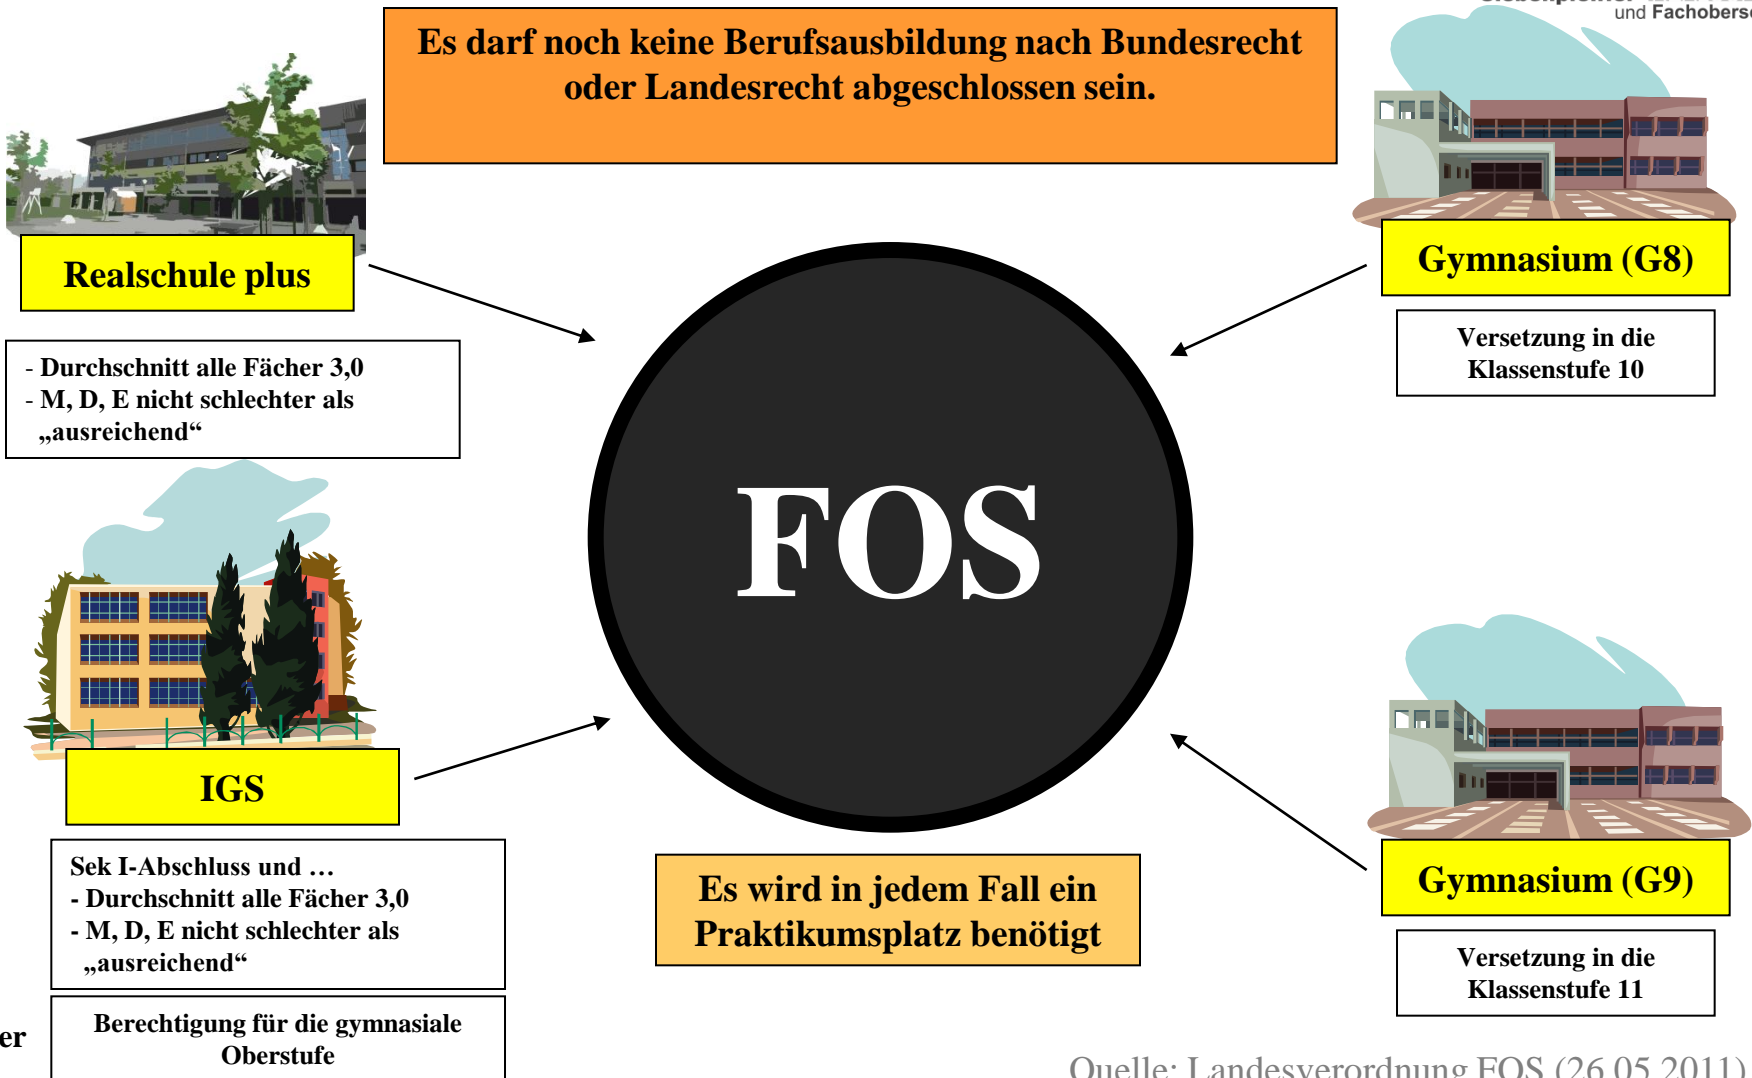 und Fachoberse
Es darf noch keine Berufsausbildung nach Bundesrecht
oder Landesrecht abgeschlossen sein.
Realschule plus
- Durchschnitt alle Fächer 3,0
- M, D, E nicht schlechter als
„ausreichend“
Gymnasium (G8)
Versetzung in die
Klassenstufe 10
FOS
IGS
Sek I-Abschluss und …
- Durchschnitt alle Fächer 3,0
- M, D, E nicht schlechter als
„ausreichend“
er
Berechtigung für die gymnasiale
Oberstufe
Es wird in jedem Fall ein
Praktikumsplatz benötigt
Gymnasium (G9)
Versetzung in die
Klassenstufe 11
Quelle: Landesverordnung FOS (26.05.2011)